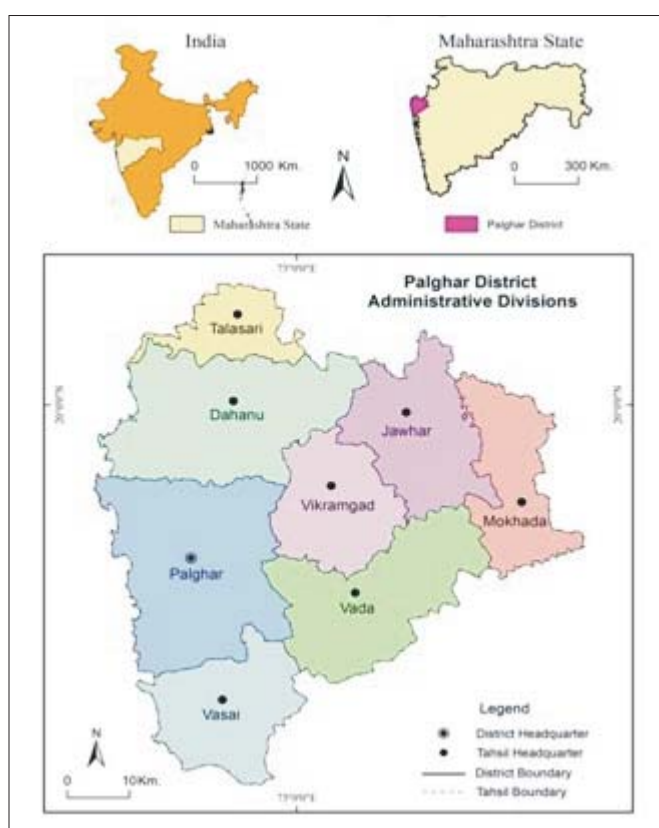 India
Maharashtra State
N
0 1000 Km.
0 300 Km.
Maharashtra State
Palghar District
Palghar District
Administrative Divisions
Talasari
Dahanu
Jawhar
Vikramgad
Mokhada
Palghar
Vada
Vasai
Legend
District Headquarter
Tahsil Headquarter
District Boundary
Tahsil Boundary
N
0 10Km.